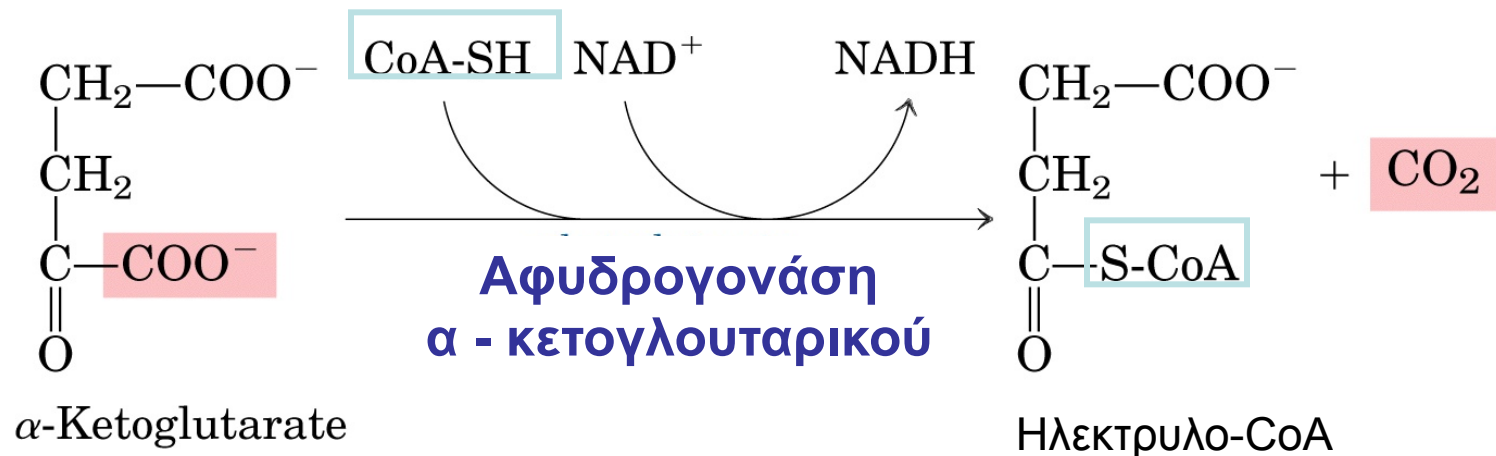 CoA-SH NAD⁺ NADH
CH₂—COO⁻
CH₂
C—COO⁻
O
α-Ketoglutarate
Αφυδρογονάση
α - κετογλουταρικού
CH₂—COO⁻
CH₂
C—S-CoA
O
+ CO₂
Ηλεκτρυλο-CoA